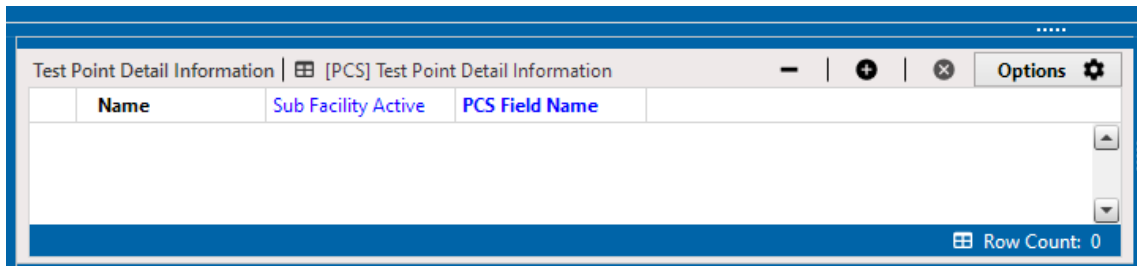 Test Point Detail Information [PCS] Test Point Detail Information Options
Name Sub Facility Active PCS Field Name
Row Count: 0